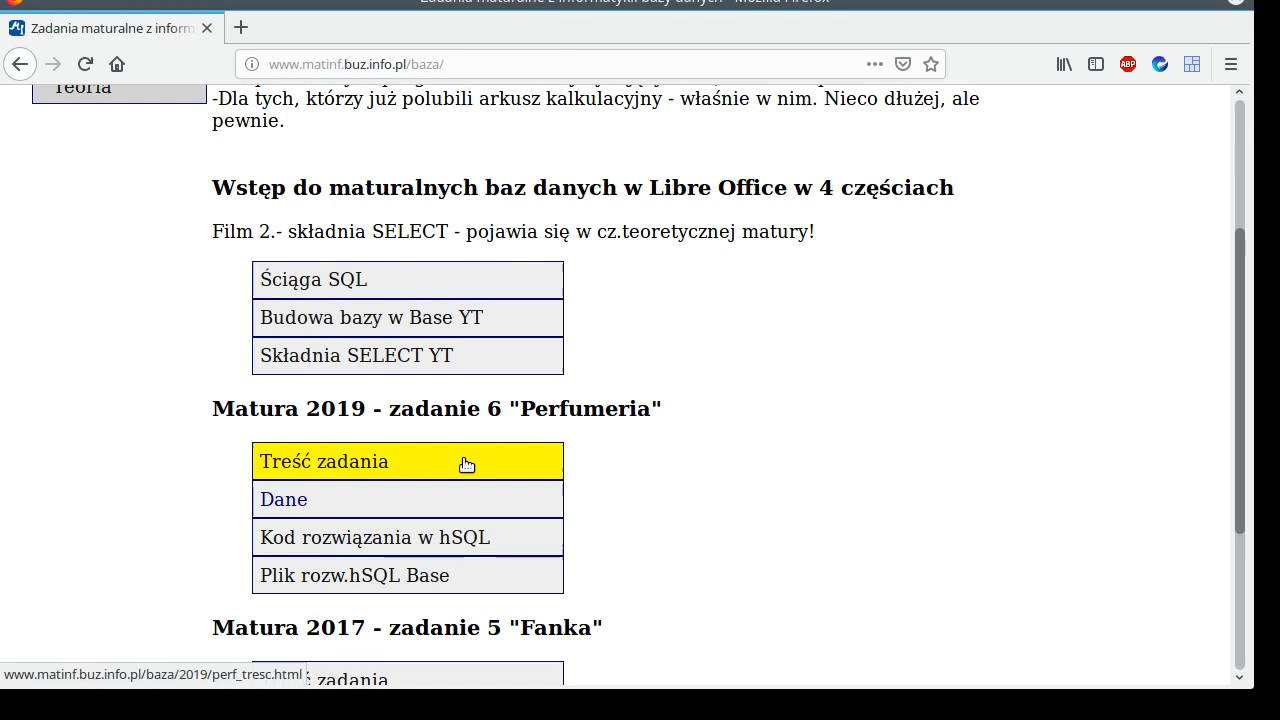 Zadania maturalne z inform
www.matinf.buz.info.pl/baza/
ABP
Teoria
-Dla tych, którzy już polubili arkusz kalkulacyjny - właśnie w nim. Nieco dłużej, ale
pewnie.
Wstęp do maturalnych baz danych w Libre Office w 4 częściach
Film 2.- składnia SELECT - pojawia się w cz.teoretycznej matury!
Ściąga SQL
Budowa bazy w Base YT
Składnia SELECT YT
Matura 2019 - zadanie 6 "Perfumeria"
Treść zadania
Dane
Kod rozwiązania w hSQL
Plik rozw.hSQL Base
Matura 2017 - zadanie 5 "Fanka"
zadania
www.matinf.buz.info.pl/baza/2019/perf_tresc.html